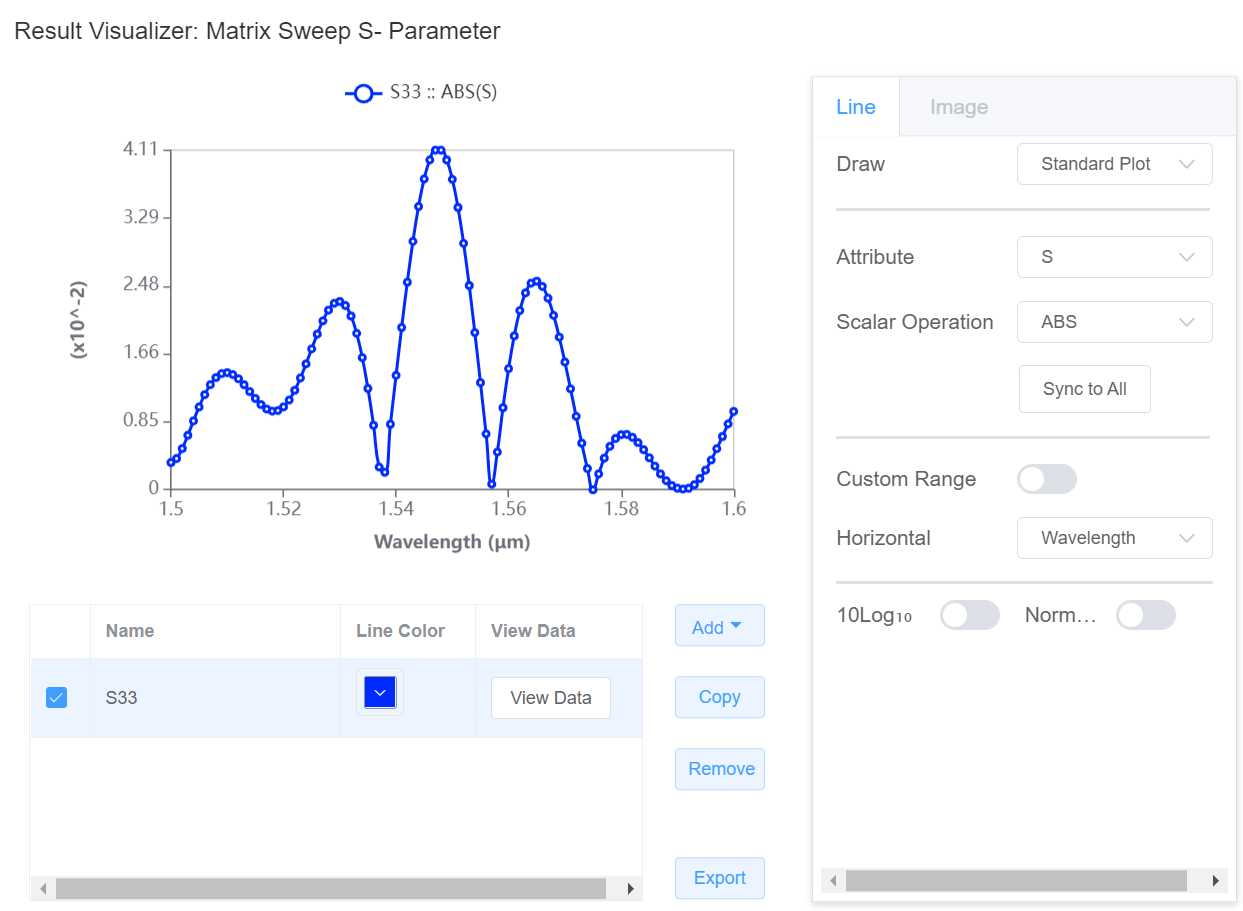 Result Visualizer: Matrix Sweep S- Parameter
S33 :: ABS(S)
4.11
3.29
2.48
1.66
0.85
0
(x10^-2)
1.5 1.52 1.54 1.56 1.58 1.6
Wavelength (μm)
Name Line Color View Data
S33 View Data
Add
Copy
Remove
Export
Line Image
Draw Standard Plot
Attribute S
Scalar Operation ABS
Sync to All
Custom Range
Horizontal Wavelength
10Log₁₀ Norm…